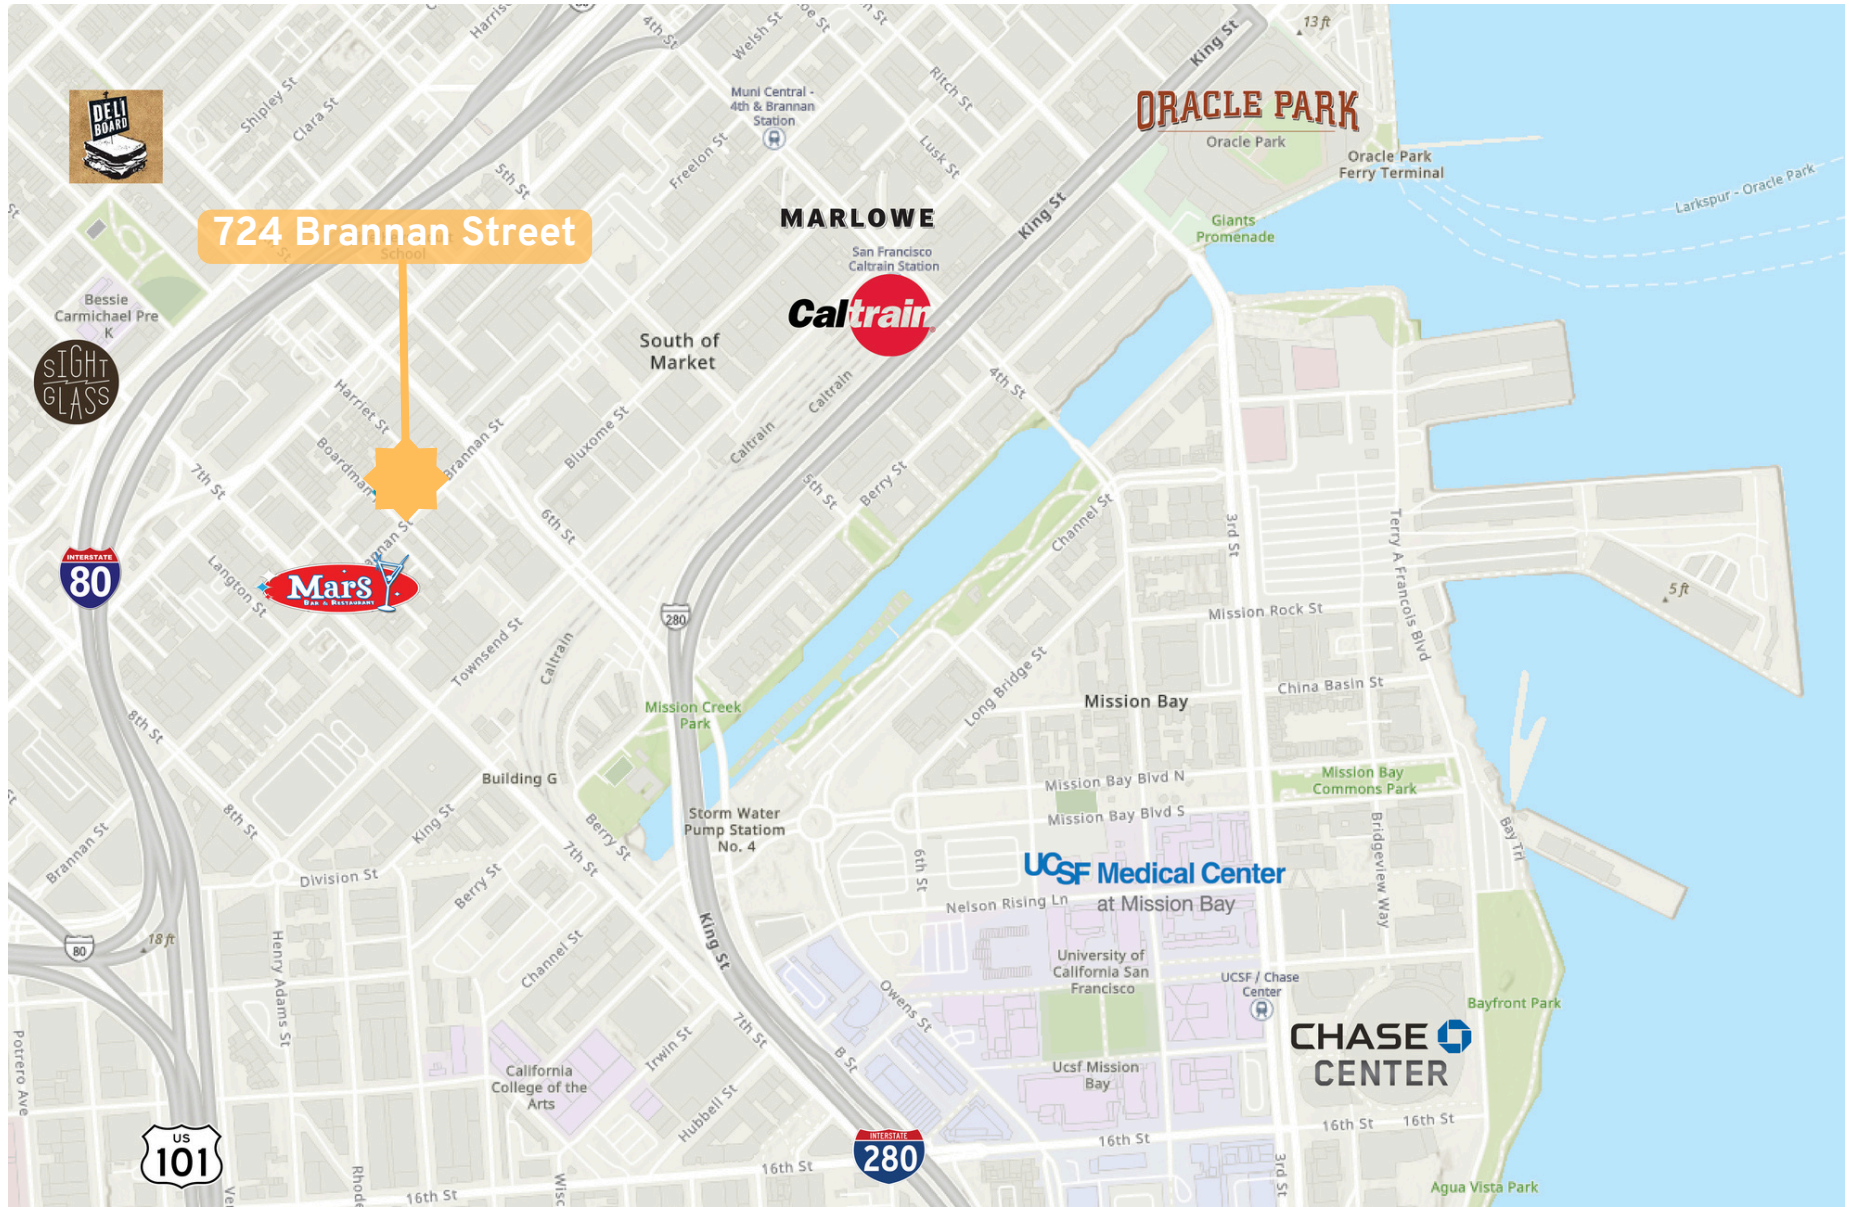 Harris
4th St
Welsh St
King St
13 ft
Ritch St
Shipley St
Clara St
DELI
BOARD
Muni Central -
4th & Brannan
Station
ORACLE PARK
Oracle Park
Oracle Park
Ferry Terminal
Lusk St
Freelon St
5th St
Larkspur - Oracle Park
724 Brannan Street
School
MARLOWE
King St
Giants
Promenade
San Francisco
Caltrain Station
Caltrain
Bessie
Carmichael Pre
K
South of
Market
SIGHT
GLASS
Harriet St
Caltrain
4th St
Boardman
Brannan St
Bluxome St
Caltrain
7th St
5th St
Berry St
6th St
Channel St
3rd St
Terry A Francois Blvd
annan St
INTERSTATE
80
Langton St
Mars
BAR & RESTAURANT
280
Mission Rock St
5 ft
Townsend St
Caltrain
Long Bridge St
China Basin St
Mission Bay
Mission Creek
Park
8th St
Building G
Mission Bay Blvd N
Mission Bay
Commons Park
Storm Water
Pump Statiom
No. 4
Mission Bay Blvd S
8th St
King St
Berry St
7th St
Bay Trl
Brannan St
6th St
Bridgeview Way
UCSF Medical Center
at Mission Bay
Division St
Berry St
Nelson Rising Ln
80
18 ft
King St
Henry Adams St
Channel St
University of
California San
Francisco
UCSF / Chase
Center
Owens St
Bayfront Park
7th St
Irwin St
B St
CHASE
CENTER
Potrero Ave
California
College of the
Arts
Ucsf Mission
Bay
Hubbell St
16th St
16th St
16th St
US
101
INTERSTATE
280
16th St
16th St
3rd St
Agua Vista Park